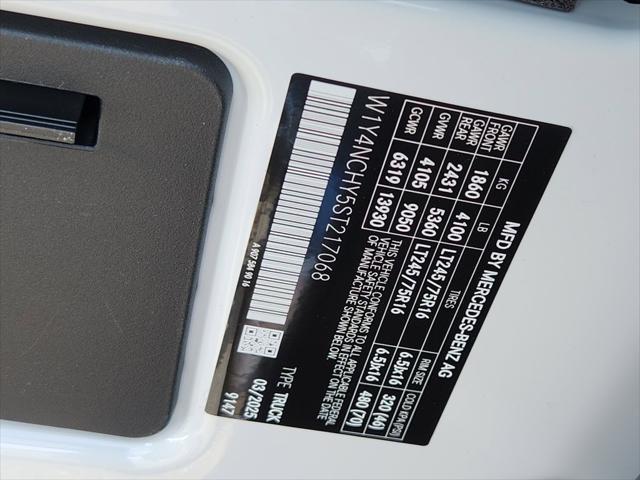 MFD BY MERCEDES-BENZ AG
KG LB TIRES RIM SIZE COLD KPA (PSI)
GAWR FRONT 1860 4100 LT245/75R16 6.5Jx16 320 (46)
GAWR REAR 2431 5360 LT245/75R16 6.5Jx16 480 (70)
GVWR 4105 9050
GCWR 6319 13930
THIS VEHICLE CONFORMS TO ALL APPLICABLE FEDERAL
MOTOR VEHICLE SAFETY STANDARDS IN EFFECT ON THE DATE
OF MANUFACTURE SHOWN BELOW.
W1Y4NCHY5ST217068
TYPE TRUCK
03/2025
9147
A 907 584 90 16